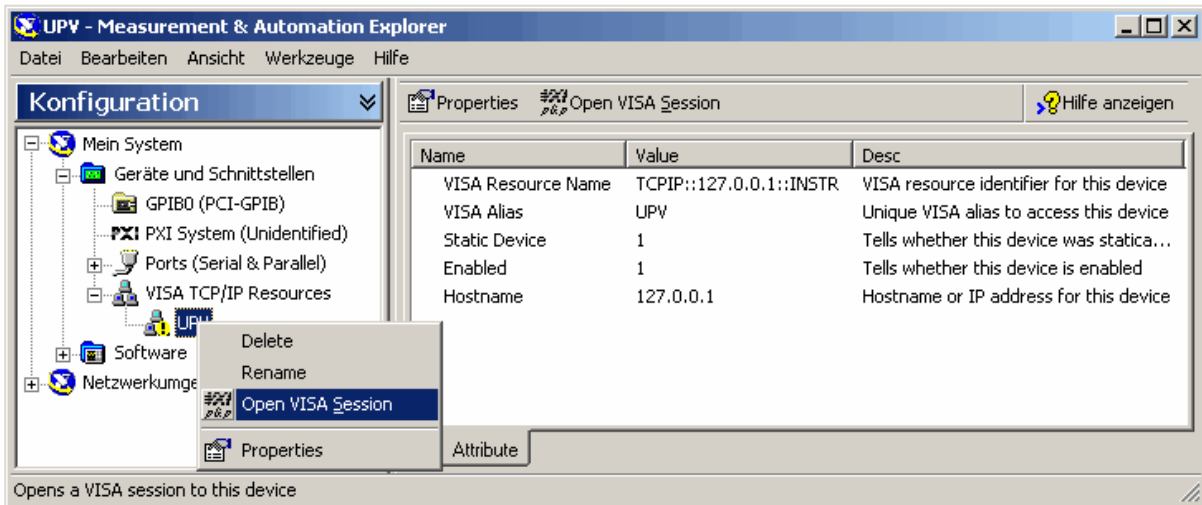 UPV - Measurement & Automation Explorer
Datei Bearbeiten Ansicht Werkzeuge Hilfe
Konfiguration
Properties Open VISA Session Hilfe anzeigen
Mein System
Geräte und Schnittstellen
GPIB0 (PCI-GPIB)
PXI PXI System (Unidentified)
Ports (Serial & Parallel)
VISA TCP/IP Resources
UPV
Software
Netzwerkumge
Delete
Rename
Open VISA Session
Properties
Name Value Desc
VISA Resource Name TCPIP::127.0.0.1::INSTR VISA resource identifier for this device
VISA Alias UPV Unique VISA alias to access this device
Static Device 1 Tells whether this device was statica...
Enabled 1 Tells whether this device is enabled
Hostname 127.0.0.1 Hostname or IP address for this device
Attribute
Opens a VISA session to this device